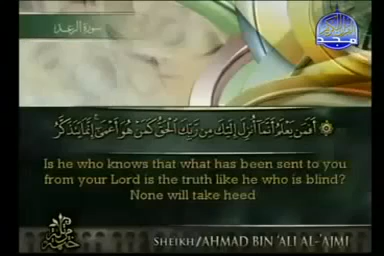 سورة الرعد
المجد
أَفَمَن يَعْلَمُ أَنَّمَا أُنزِلَ إِلَيْكَ مِن رَّبِّكَ الْحَقُّ كَمَنْ هُوَ أَعْمَىٰ إِنَّمَا يَتَذَكَّرُ
Is he who knows that what has been sent to you
from your Lord is the truth like he who is blind?
None will take heed
SHEIKH/AHMAD BIN 'ALI AL-'AJMI